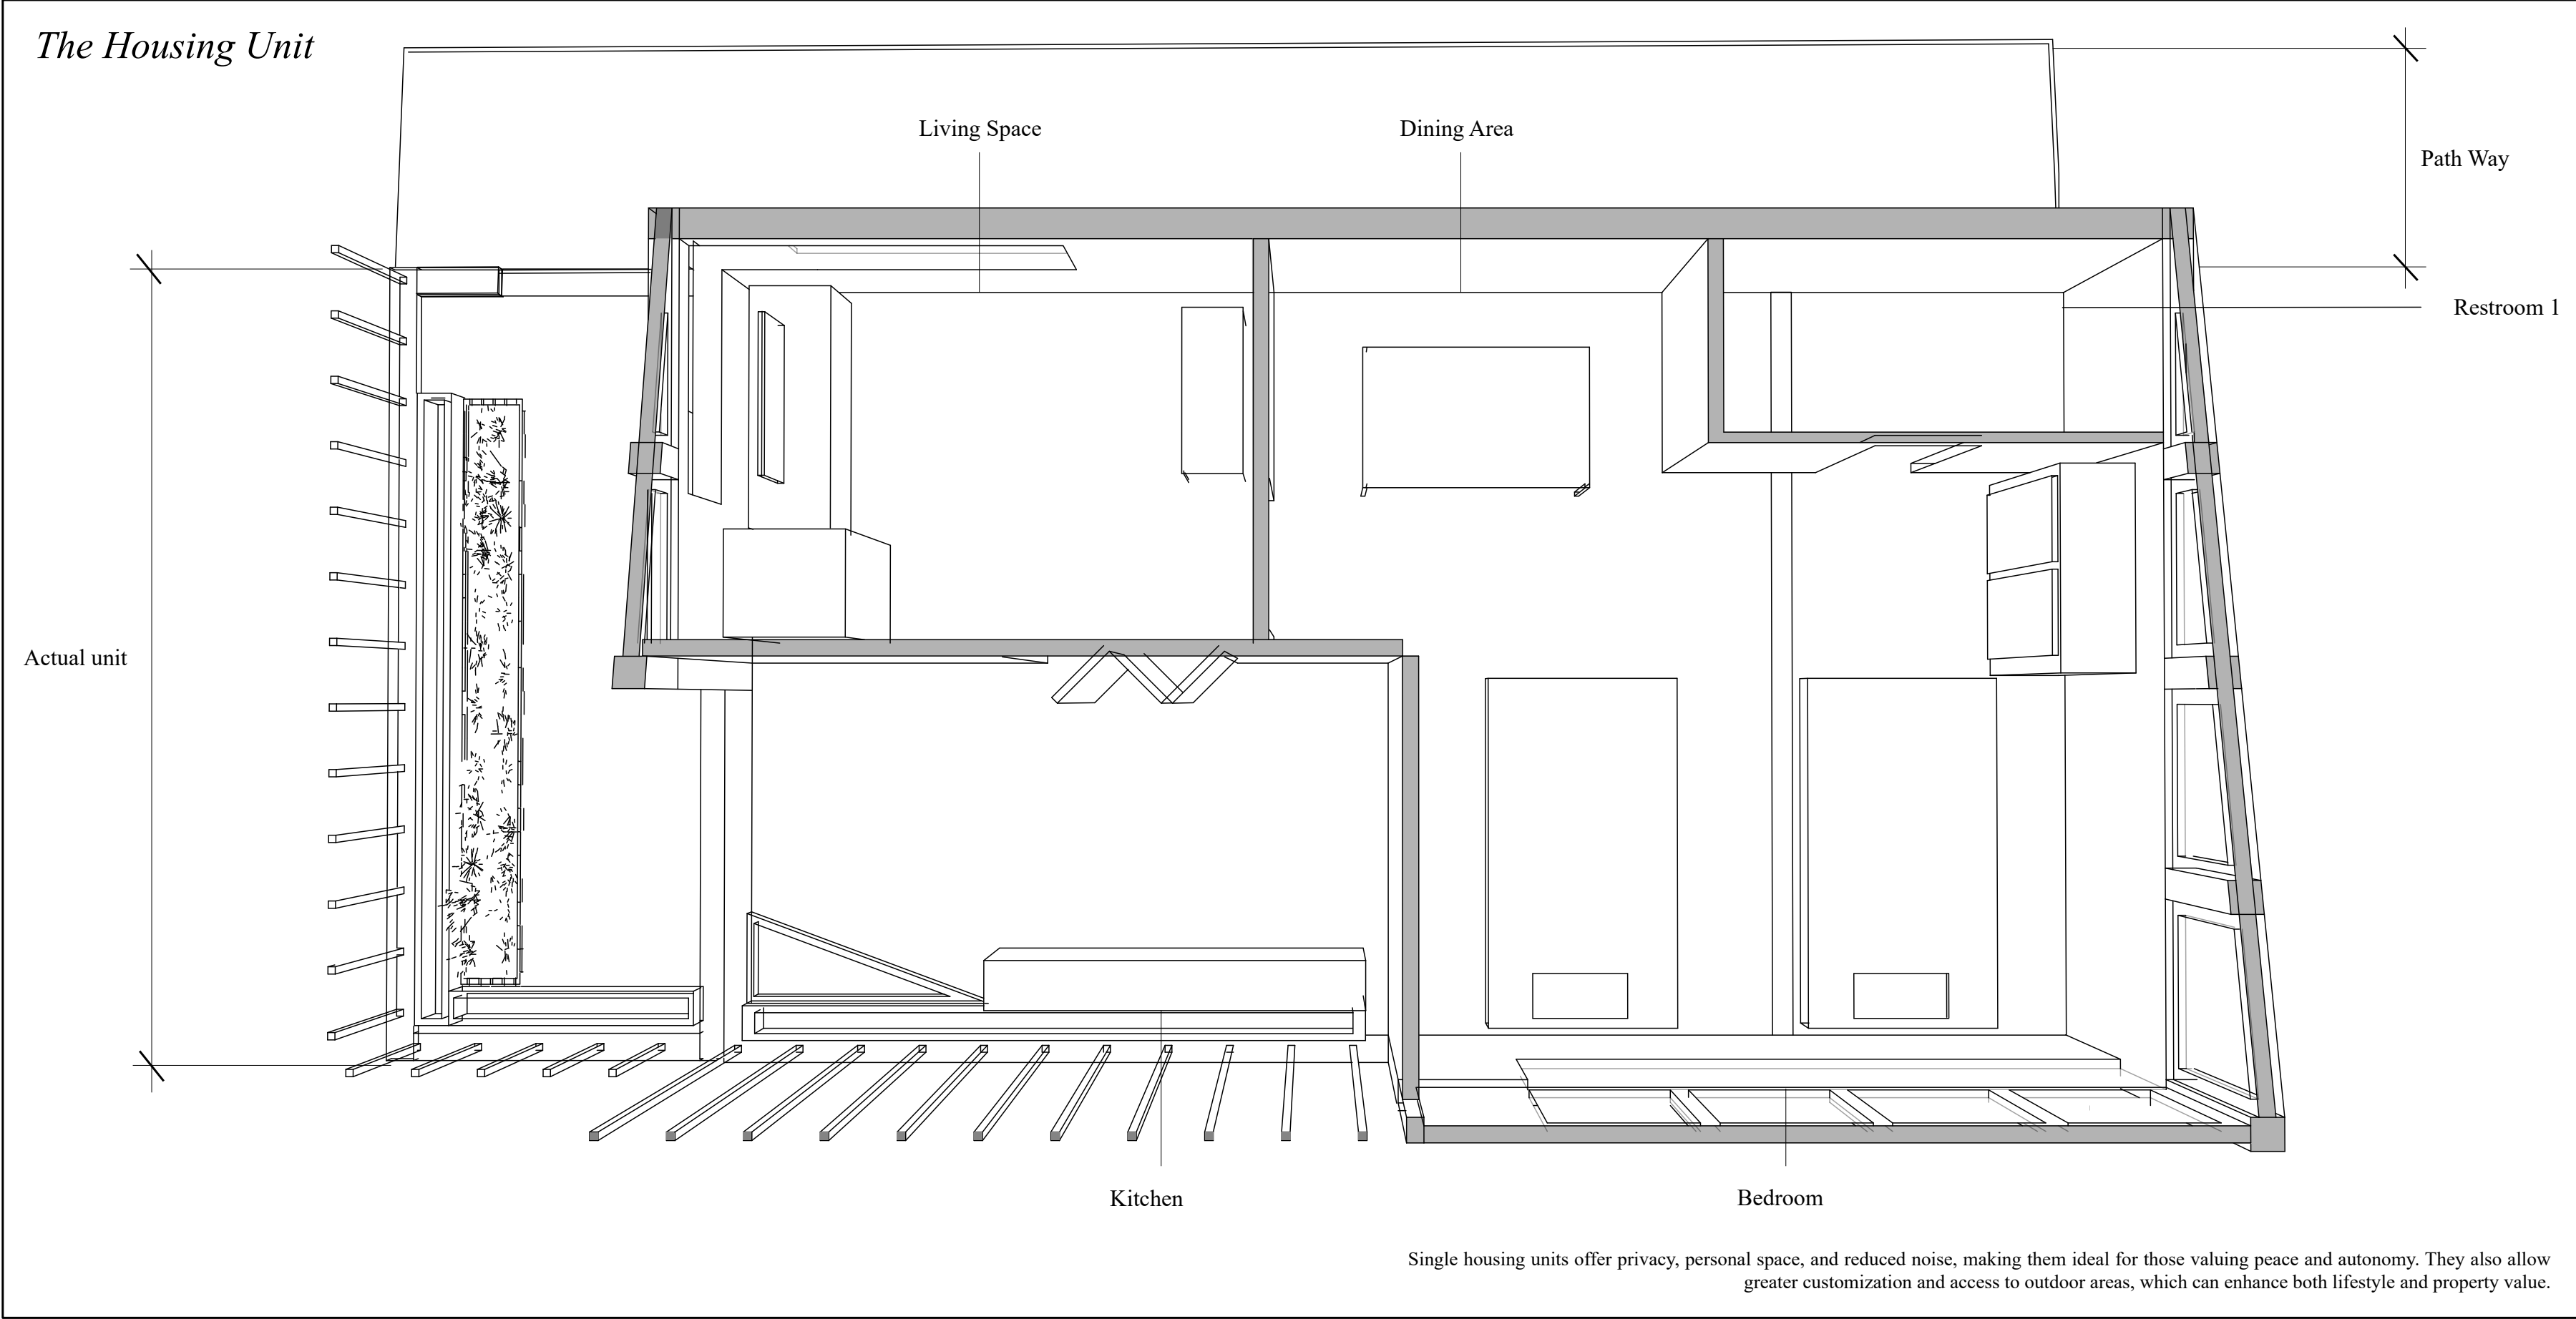 The Housing Unit
Living Space
Dining Area
Path Way
Restroom 1
Actual unit
Kitchen
Bedroom
Single housing units offer privacy, personal space, and reduced noise, making them ideal for those valuing peace and autonomy. They also allow
greater customization and access to outdoor areas, which can enhance both lifestyle and property value.